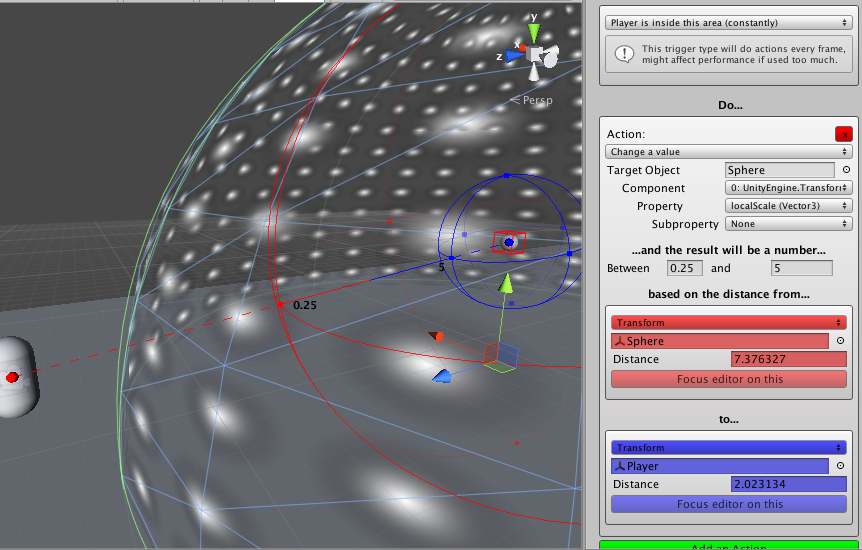 Player is inside this area (constantly)
This trigger type will do actions every frame,
might affect performance if used too much.
Do...
Action:
x
Change a value
Target Object
Sphere
Component
0: UnityEngine.Transfor
Property
localScale (Vector3)
Subproperty
None
...and the result will be a number...
Between
0.25
and
5
based on the distance from...
Transform
Sphere
Distance
7.376327
Focus editor on this
to...
Transform
Player
Distance
2.023134
Focus editor on this
Add an Action
y
x
z
Persp
5
0.25